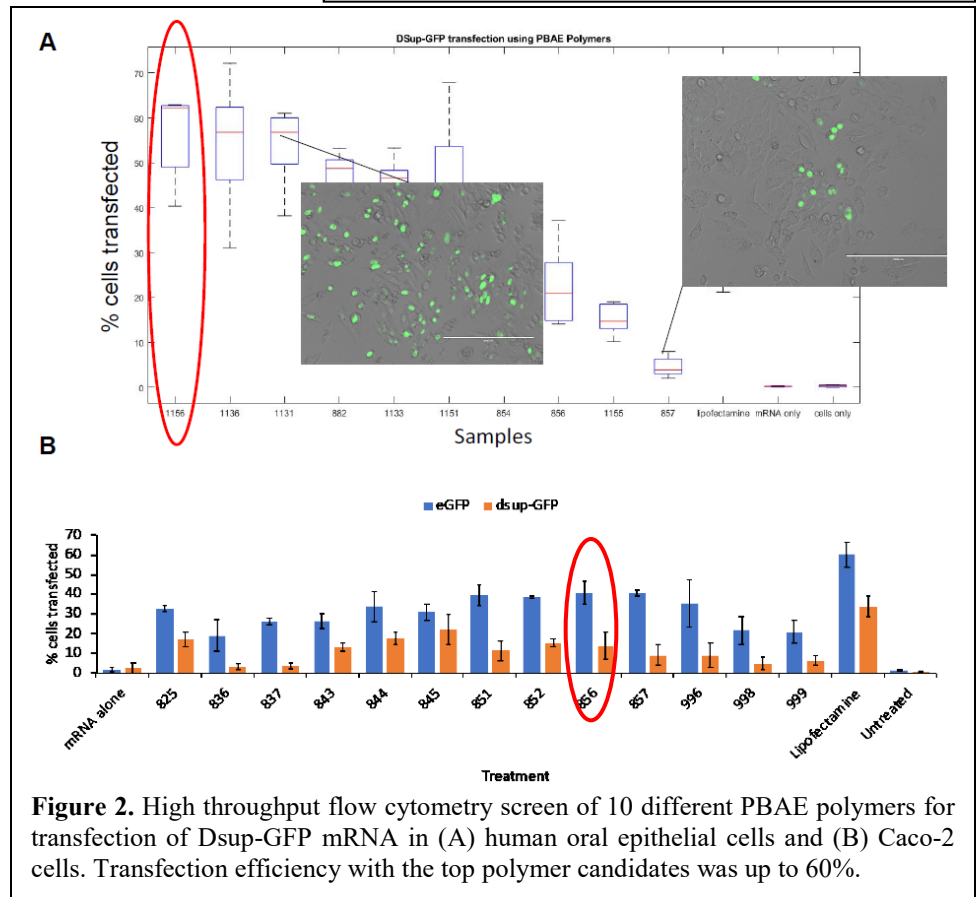 A
DSup-GFP transfection using PBAE Polymers
% cells transfected
70
60
50
40
30
20
10
0
1156 1136 1131 882 1133 1151 854 856 1155 857 lipofectamine mRNA only cells only
Samples
B
eGFP dsup-GFP
% cells transfected
70
60
50
40
30
20
10
0
mRNA alone 825 836 837 843 844 845 851 852 856 857 996 998 999 Lipofectamine Untreated
Treatment
Figure 2. High throughput flow cytometry screen of 10 different PBAE polymers for
transfection of Dsup-GFP mRNA in (A) human oral epithelial cells and (B) Caco-2
cells. Transfection efficiency with the top polymer candidates was up to 60%.